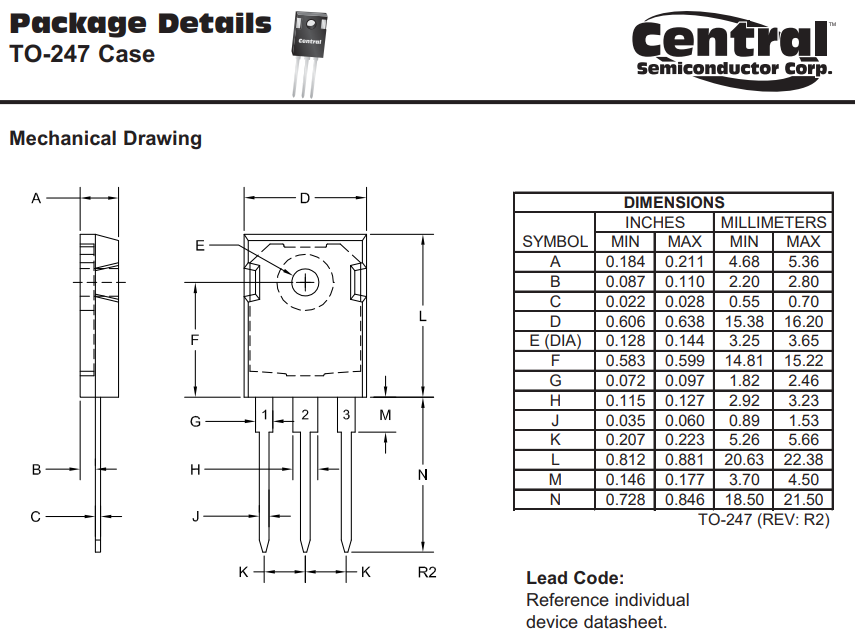 Package Details
TO-247 Case
Central
Central™
Semiconductor Corp.
Mechanical Drawing
A
D
E
F
L
1 2 3
G
M
B
H
N
C
J
K K
R2
DIMENSIONS
INCHES MILLIMETERS
SYMBOL MIN MAX MIN MAX
A 0.184 0.211 4.68 5.36
B 0.087 0.110 2.20 2.80
C 0.022 0.028 0.55 0.70
D 0.606 0.638 15.38 16.20
E (DIA) 0.128 0.144 3.25 3.65
F 0.583 0.599 14.81 15.22
G 0.072 0.097 1.82 2.46
H 0.115 0.127 2.92 3.23
J 0.035 0.060 0.89 1.53
K 0.207 0.223 5.26 5.66
L 0.812 0.881 20.63 22.38
M 0.146 0.177 3.70 4.50
N 0.728 0.846 18.50 21.50
TO-247 (REV: R2)
Lead Code:
Reference individual
device datasheet.